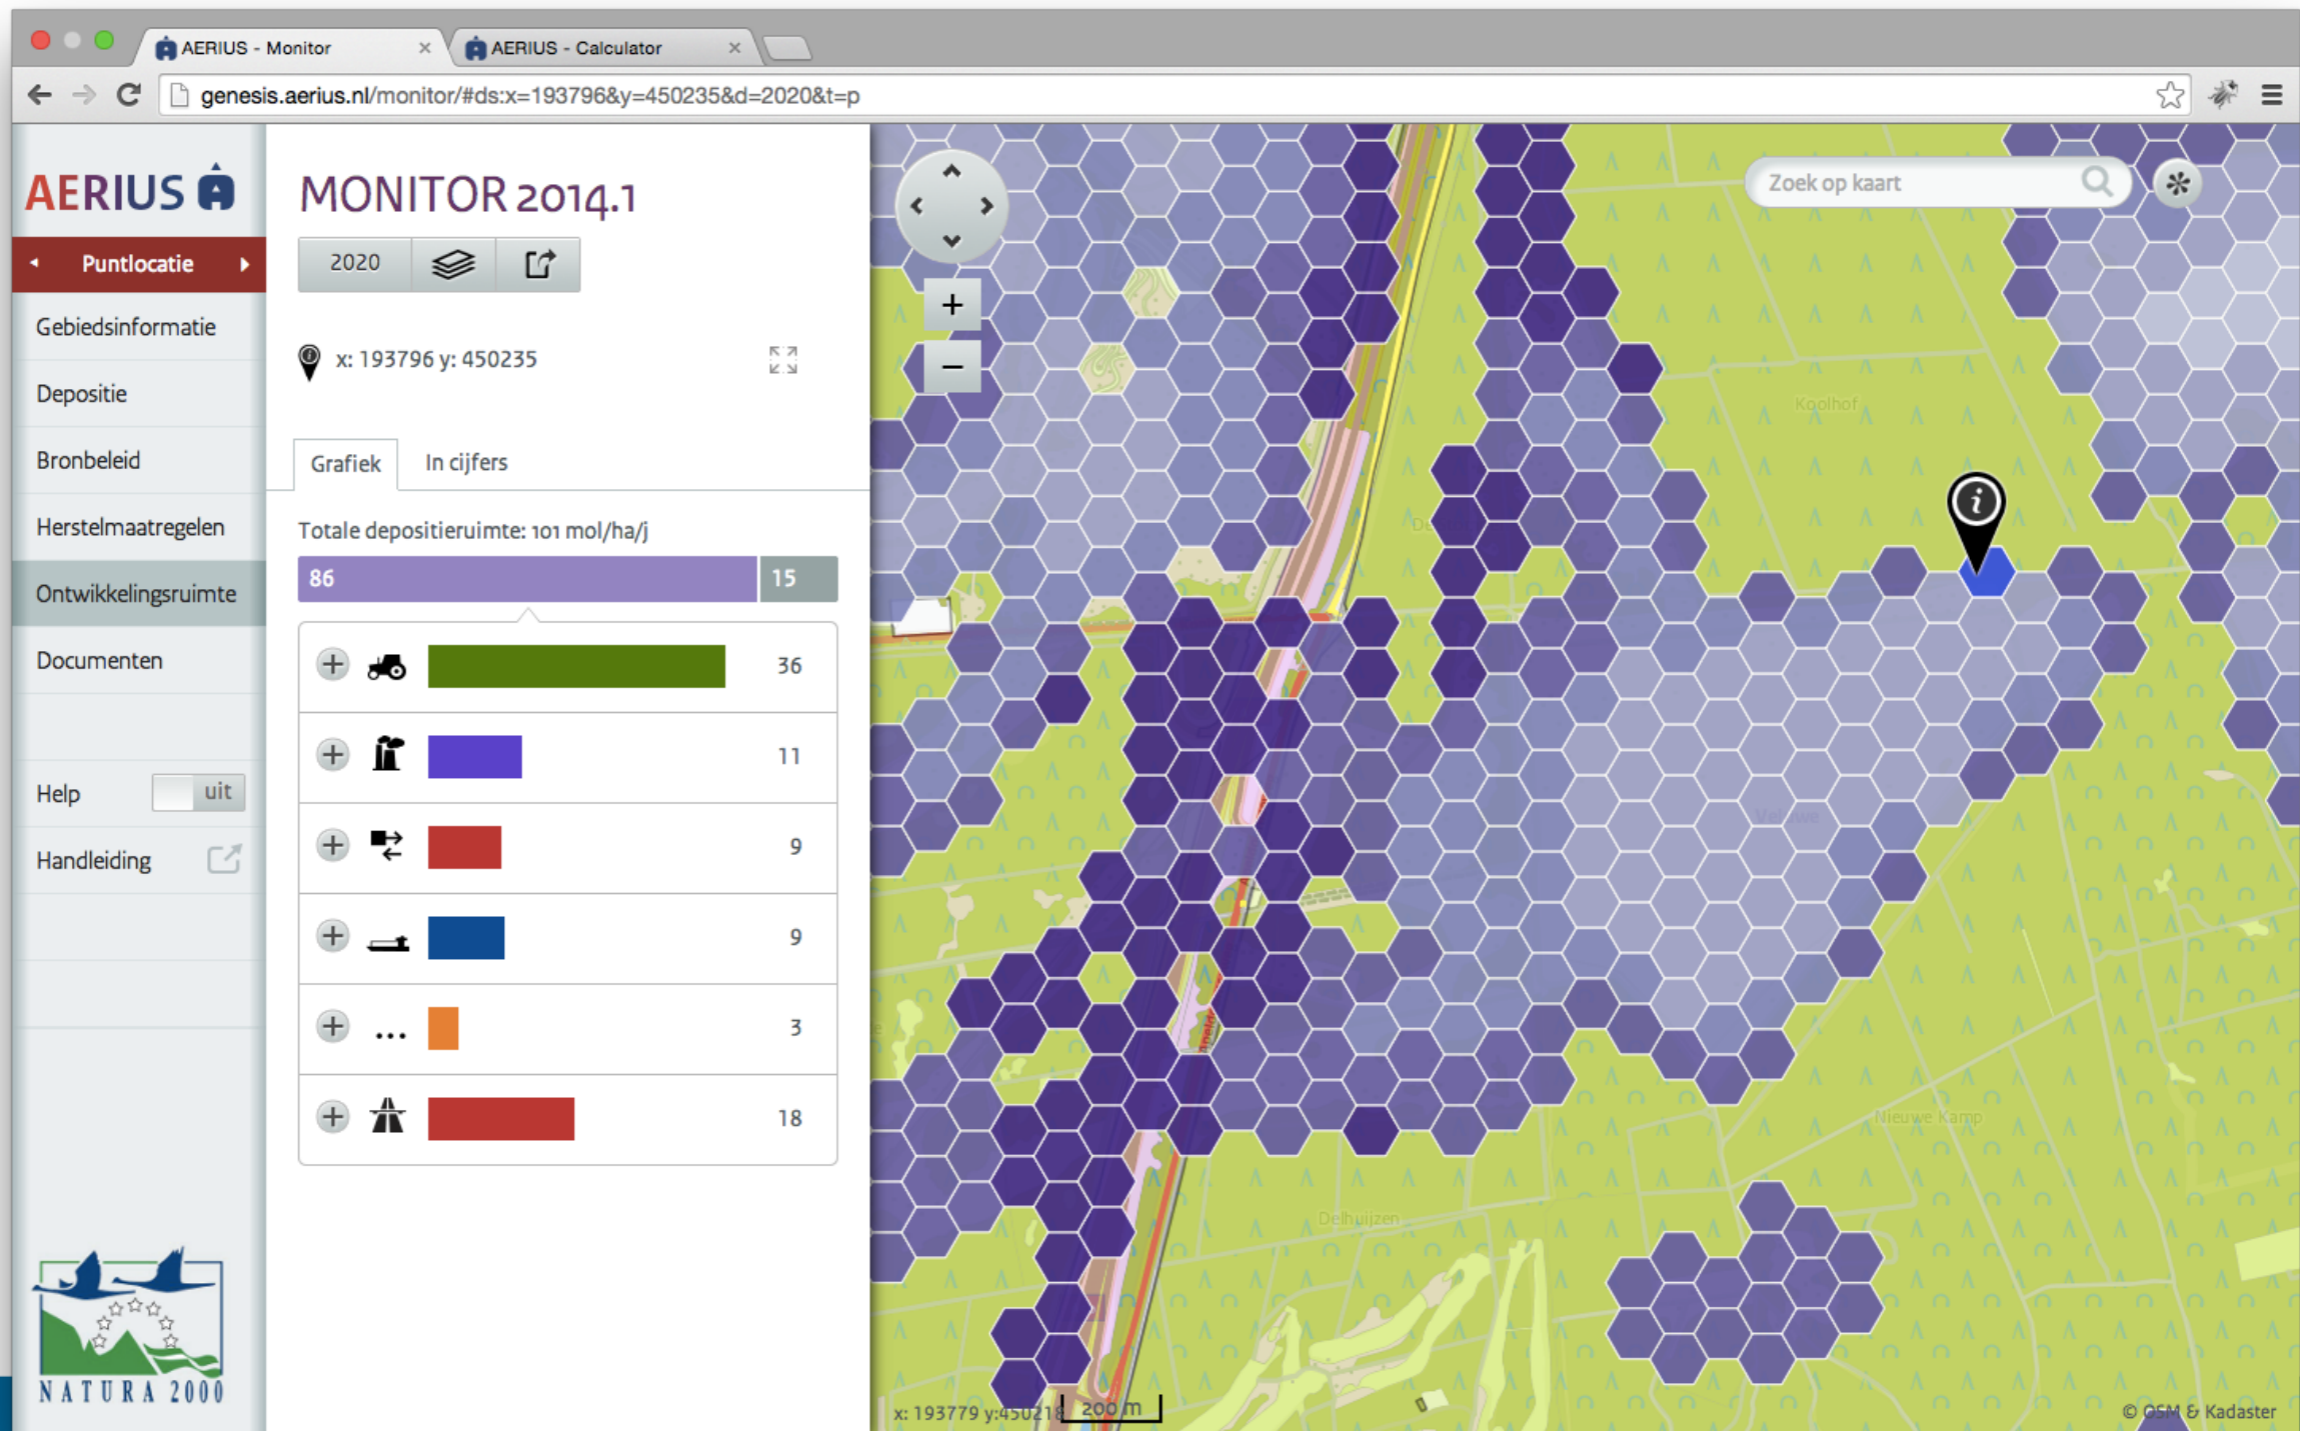 AERIUS - Monitor
AERIUS - Calculator
genesis.aerius.nl/monitor/#ds:x=193796&y=450235&d=2020&t=p
AERIUS
Puntlocatie
Gebiedsinformatie
Depositie
Bronbeleid
Herstelmaatregelen
Ontwikkelingsruimte
Documenten
Help
uit
Handleiding
NATURA 2000
MONITOR 2014.1
2020
x: 193796 y: 450235
Grafiek
In cijfers
Totale depositieruimte: 101 mol/ha/j
86
15
36
11
9
9
3
18
Zoek op kaart
Koolhof
Veluwe
Nieuwe Kamp
Delhuijzen
x: 193779 y:450218
200 m
© OSM & Kadaster